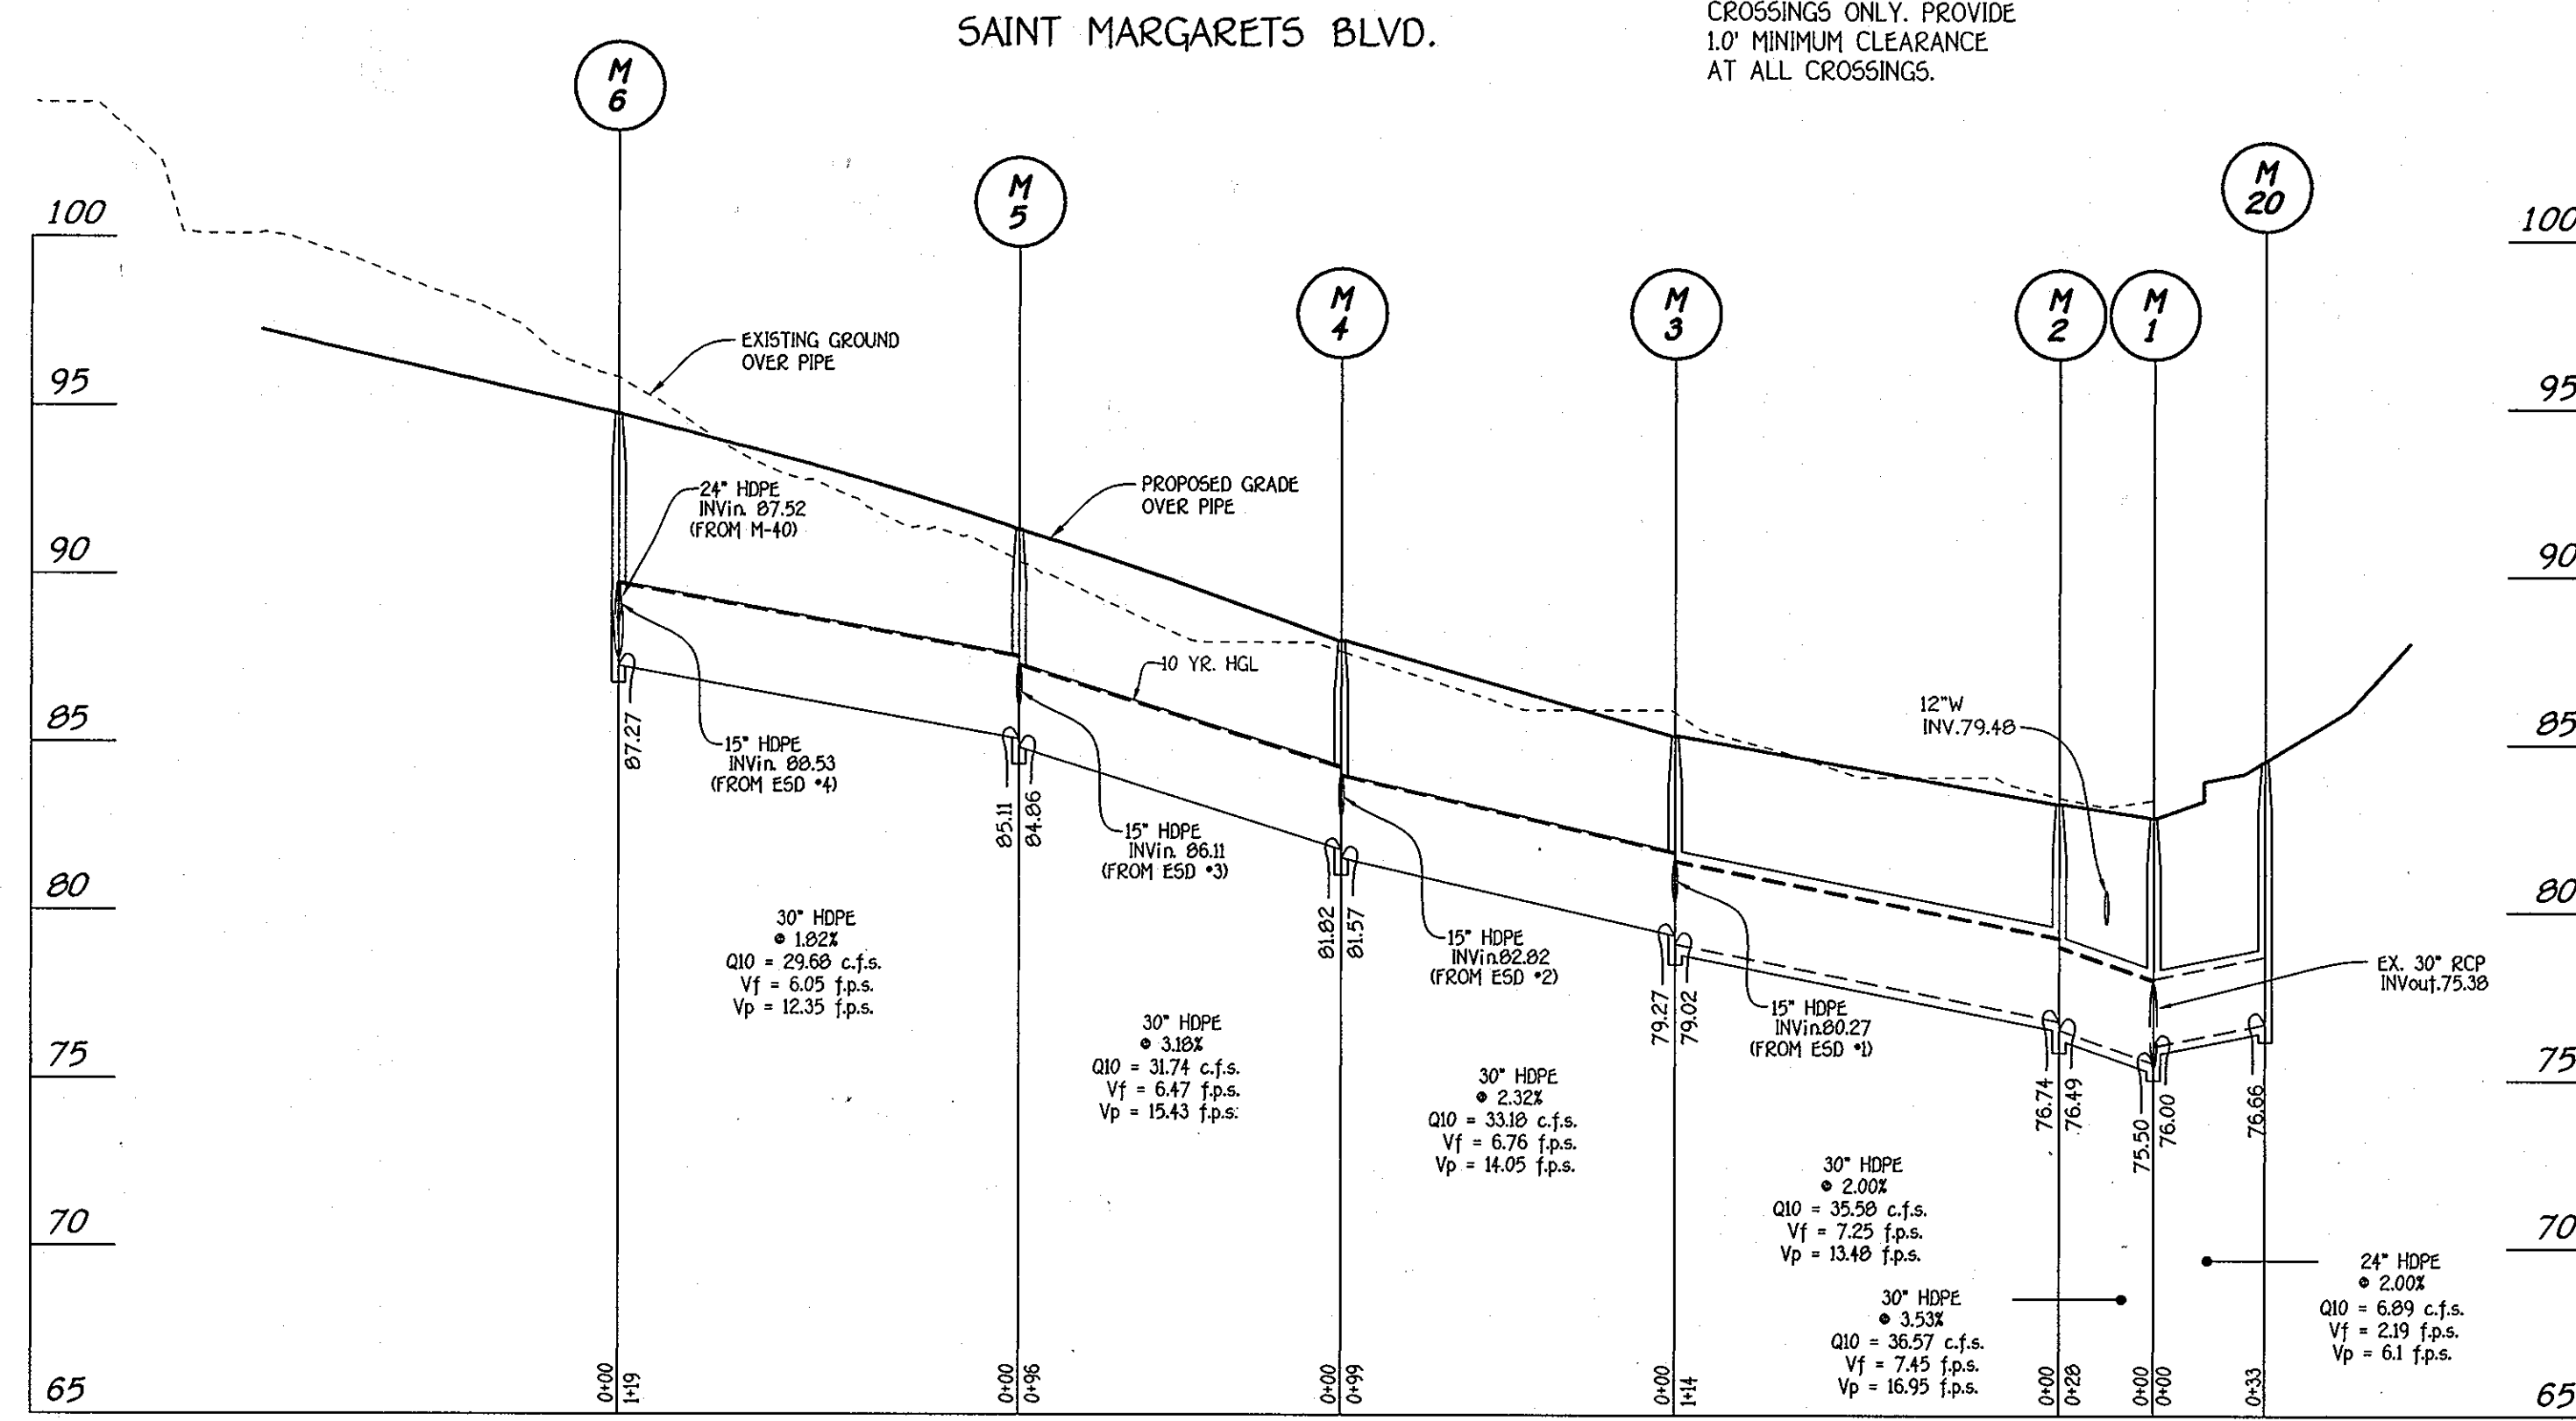 SAINT MARGARETS BLVD.
CROSSINGS ONLY. PROVIDE
1.0' MINIMUM CLEARANCE
AT ALL CROSSINGS.
M
6
M
5
M
4
M
3
M
2
M
1
M
20
100
95
90
85
80
75
70
65
100
95
90
85
80
75
70
65
EXISTING GROUND
OVER PIPE
PROPOSED GRADE
OVER PIPE
24" HDPE
INVin. 87.52
(FROM M-40)
10 YR. HGL
12"W
INV.79.48
15" HDPE
INVin. 88.53
(FROM ESD #4)
15" HDPE
INVin. 86.11
(FROM ESD #3)
15" HDPE
INVin.82.82
(FROM ESD #2)
15" HDPE
INVin.80.27
(FROM ESD #1)
EX. 30" RCP
INVout.75.38
87.27
85.11
84.86
81.82
81.57
79.27
79.02
76.74
76.49
75.50
76.00
76.66
30" HDPE
@ 1.82%
Q10 = 29.68 c.f.s.
Vf = 6.05 f.p.s.
Vp = 12.35 f.p.s.
30" HDPE
@ 3.18%
Q10 = 31.74 c.f.s.
Vf = 6.47 f.p.s.
Vp = 15.43 f.p.s.
30" HDPE
@ 2.32%
Q10 = 33.18 c.f.s.
Vf = 6.76 f.p.s.
Vp = 14.05 f.p.s.
30" HDPE
@ 2.00%
Q10 = 35.58 c.f.s.
Vf = 7.25 f.p.s.
Vp = 13.48 f.p.s.
30" HDPE
@ 3.53%
Q10 = 36.57 c.f.s.
Vf = 7.45 f.p.s.
Vp = 16.95 f.p.s.
24" HDPE
@ 2.00%
Q10 = 6.89 c.f.s.
Vf = 2.19 f.p.s.
Vp = 6.1 f.p.s.
0+00
1+19
0+00
0+96
0+00
0+99
0+00
1+14
0+00
0+28
0+00
0+00
0+33